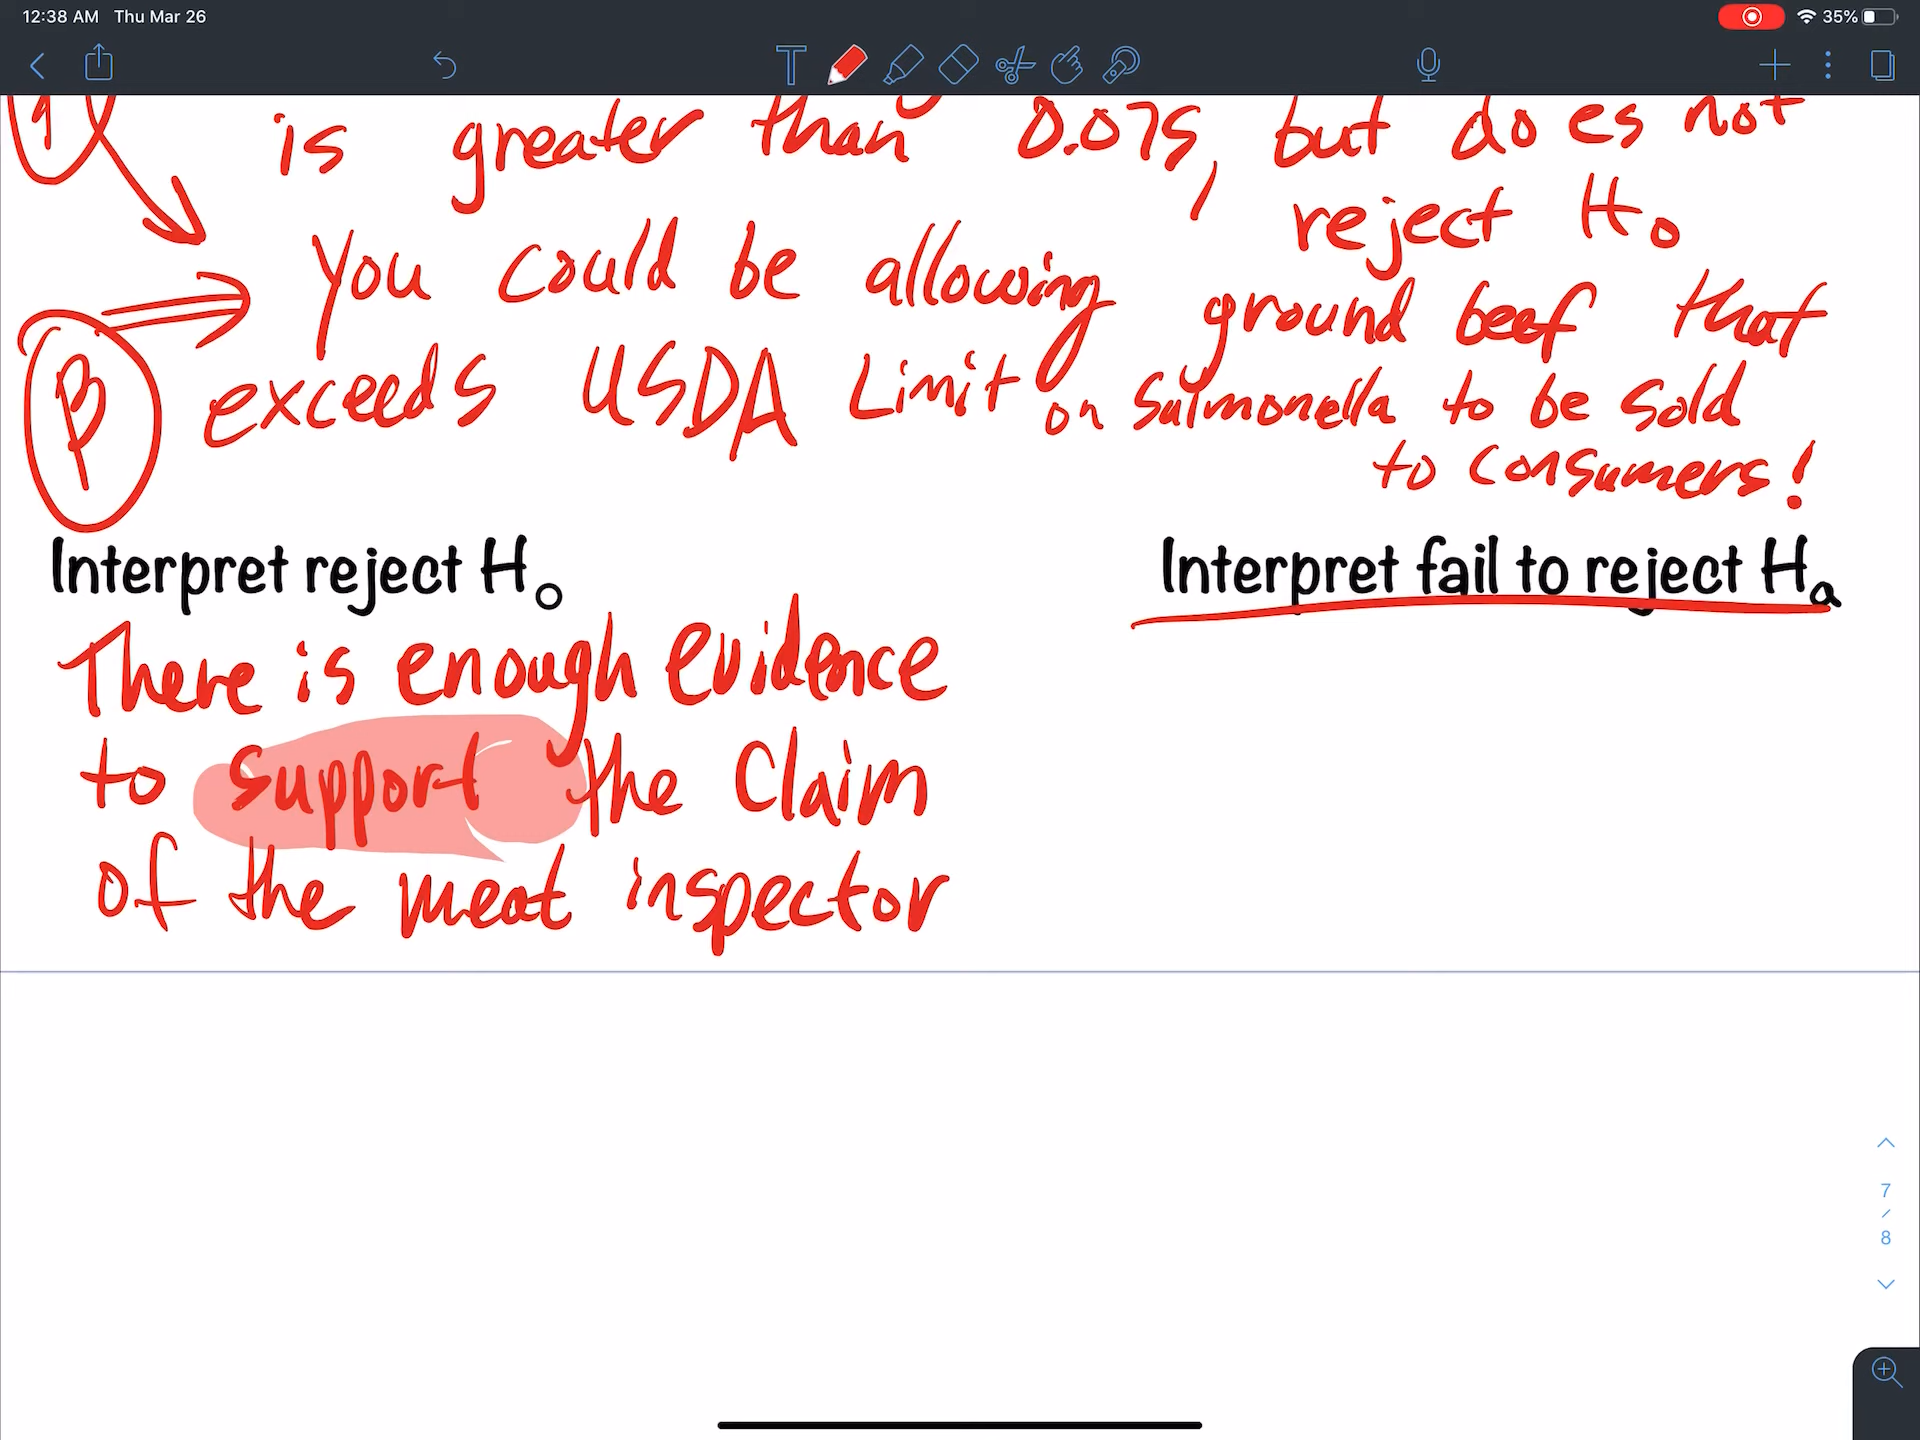 12:38 AM Thu Mar 26
35%
is greater than 0.075, but does not
reject Ho
You could be allowing ground beef that
β exceeds USDA Limit on Salmonella to be sold
to consumers!
Interpret reject Ho
Interpret fail to reject Ha
There is enough evidence
to support the Claim
of the meat inspector
7
/
8